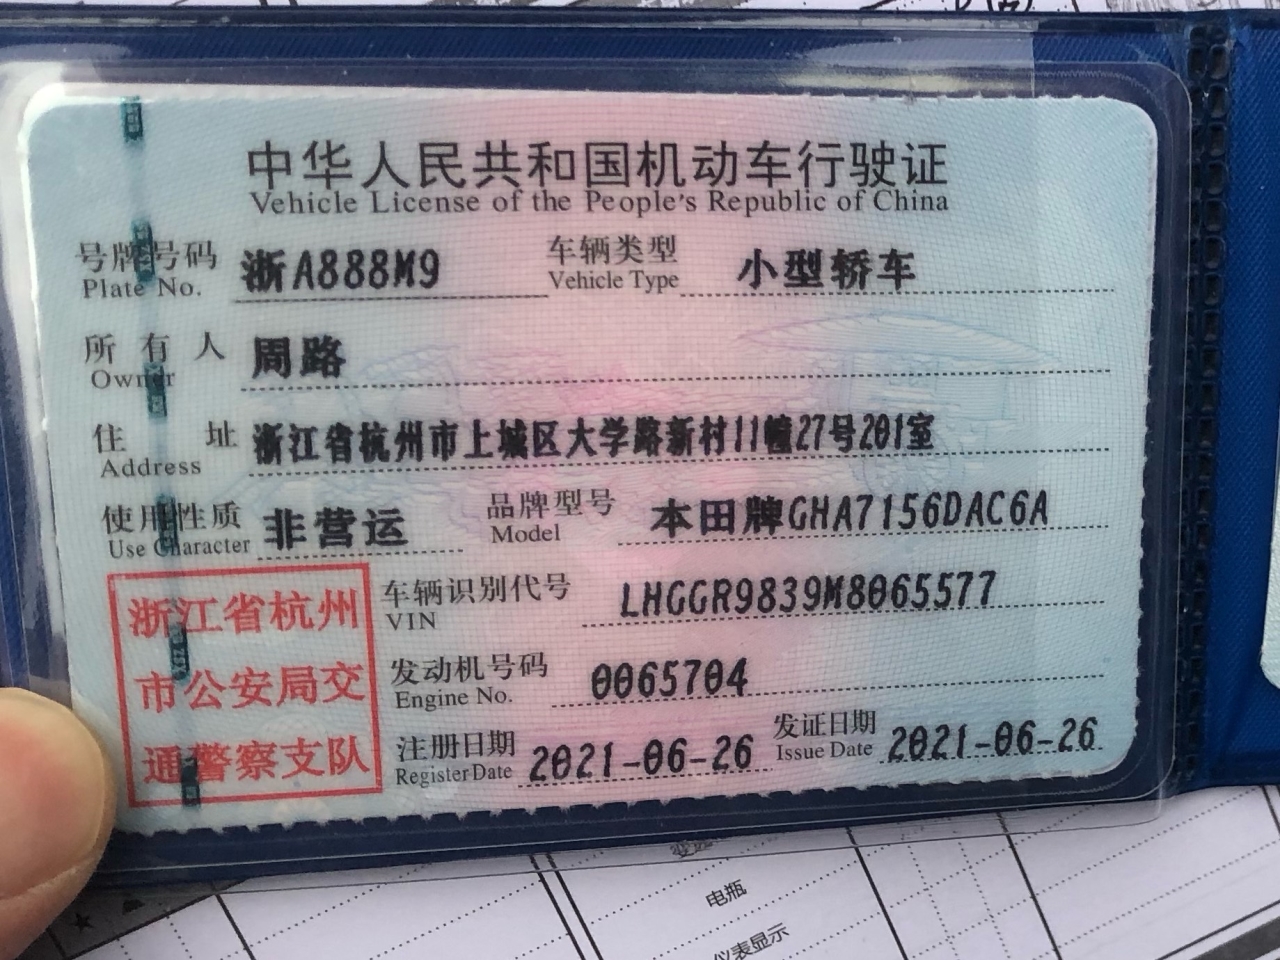 中华人民共和国机动车行驶证
Vehicle License of the People's Republic of China
号牌号码 浙A888M9 车辆类型 小型轿车
Plate No. Vehicle Type
所有人 周路
Owner
住址 浙江省杭州市上城区大学路新村11幢27号201室
Address
使用性质 非营运 品牌型号 本田牌GHA7156DAC6A
Use Character Model
浙江省杭州
市公安局交
通警察支队
车辆识别代号 LHGGR9839M8065577
VIN
发动机号码 0065704
Engine No.
注册日期 2021-06-26 发证日期 2021-06-26
Register Date Issue Date
电瓶
仪表显示